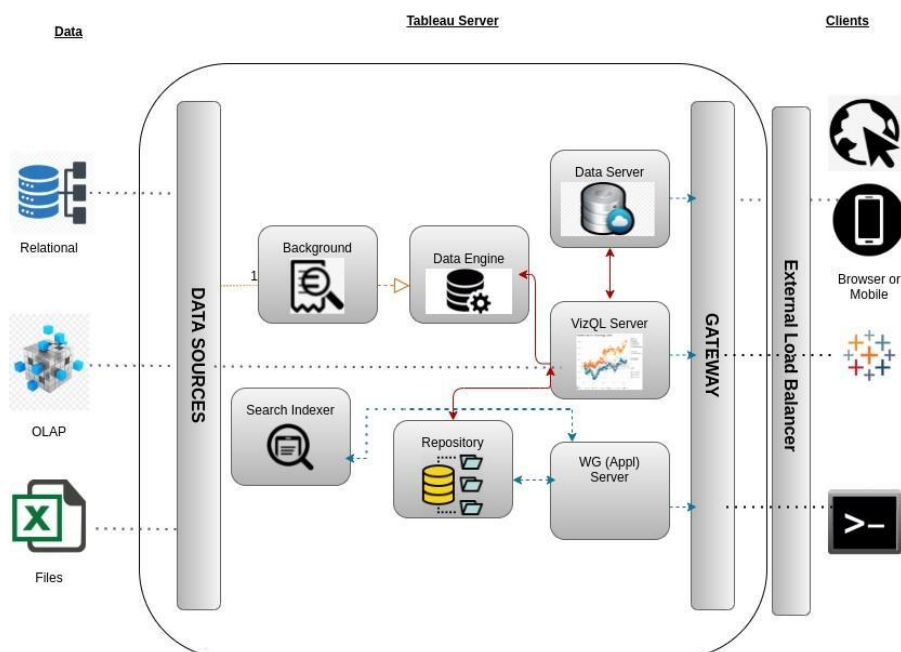 Data
Tableau Server
Clients
Relational
OLAP
Files
DATA SOURCES
1
Background
Data Engine
Data Server
VizQL Server
Search Indexer
Repository
WG (Appl)
Server
GATEWAY
External Load Balancer
Browser or
Mobile
>_